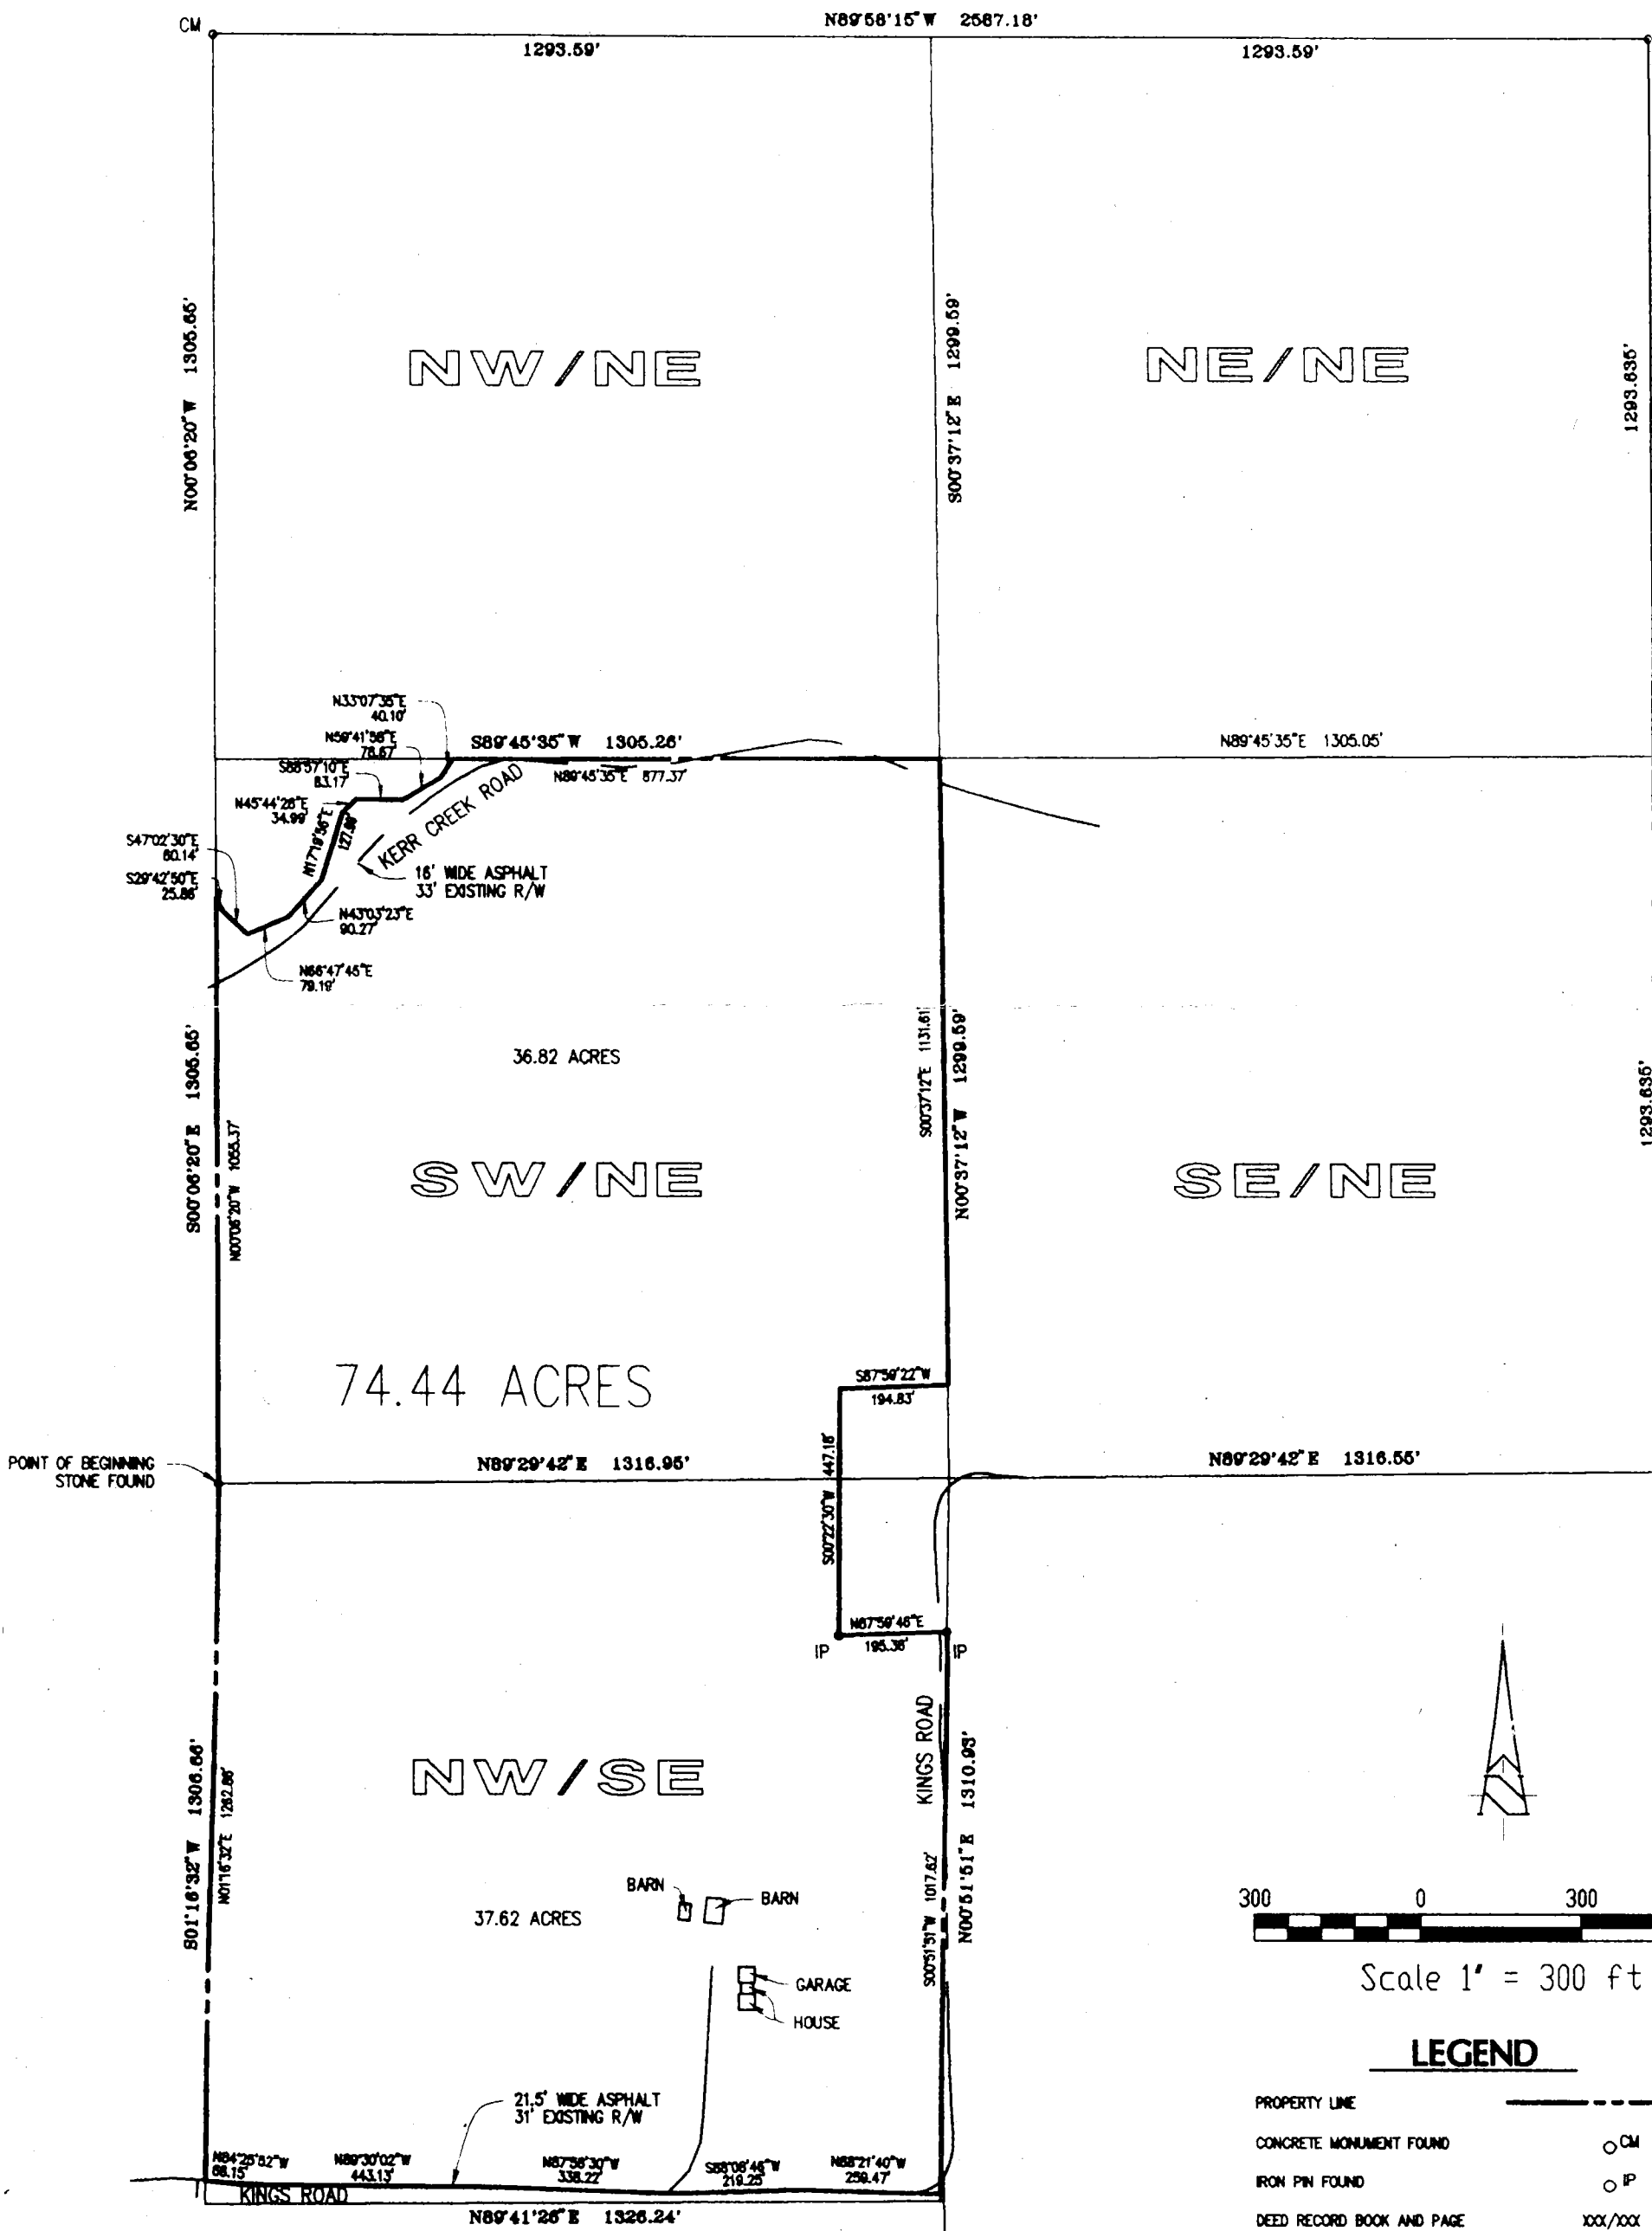 CM
N89°58'15"W 2587.18'
1293.59'
1293.59'
N00°06'20"W 1305.65'
NW/NE
S00°37'12"E 1299.59'
NE/NE
1293.635'
N33°07'35"E
40.10'
N59°41'58"E
78.67'
S88°57'10"E
83.17'
N45°44'28"E
34.99'
S47°02'30"E
60.14'
S29°42'50"E
25.86'
N17°19'56"E
S89°45'35"W 1305.26'
N89°45'35"E 877.37'
N89°45'35"E 1305.05'
KERR CREEK ROAD
16' WIDE ASPHALT
33' EXISTING R/W
N43°03'23"E
90.27'
N66°47'45"E
79.19'
36.82 ACRES
S00°06'20"E 1305.65'
N00°06'20"W 1055.37'
SW/NE
S00°37'12"E 1131.61'
N00°37'12"W 1299.59'
SE/NE
1293.635'
74.44 ACRES
S87°59'22"W
194.83'
POINT OF BEGINNING
STONE FOUND
N89°29'42"E 1316.95'
N89°29'42"E 1316.55'
S00°22'30"W 447.18'
N87°59'46"E
195.36'
IP
IP
KINGS ROAD
NW/SE
S01°16'32"W 1306.66'
N01°16'32"E 1262.86'
S00°51'51"W 1017.62'
N00°51'51"E 1310.93'
BARN
BARN
37.62 ACRES
GARAGE
HOUSE
300 0 300
Scale 1" = 300 ft
LEGEND
PROPERTY LINE
CONCRETE MONUMENT FOUND
CM
IRON PIN FOUND
IP
DEED RECORD BOOK AND PAGE
XXX/XXX
21.5' WIDE ASPHALT
31' EXISTING R/W
N84°25'52"W
68.15'
N89°30'02"W
443.13'
N87°56'30"W
338.22'
S88°06'46"W
219.25'
N88°21'40"W
259.47'
KINGS ROAD
N89°41'26"E 1326.24'